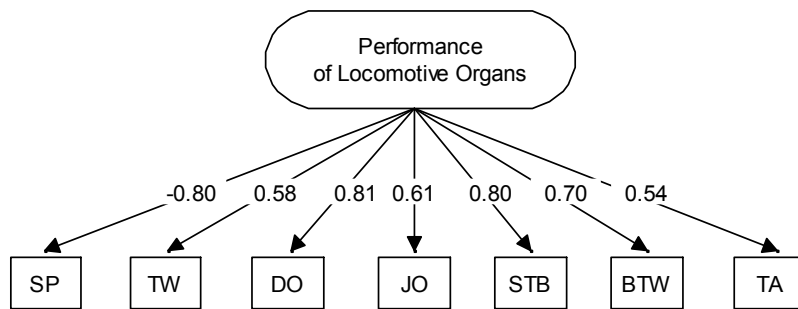 Performance
of Locomotive Organs
-0.80 0.58 0.81 0.61 0.80 0.70 0.54
SP TW DO JO STB BTW TA